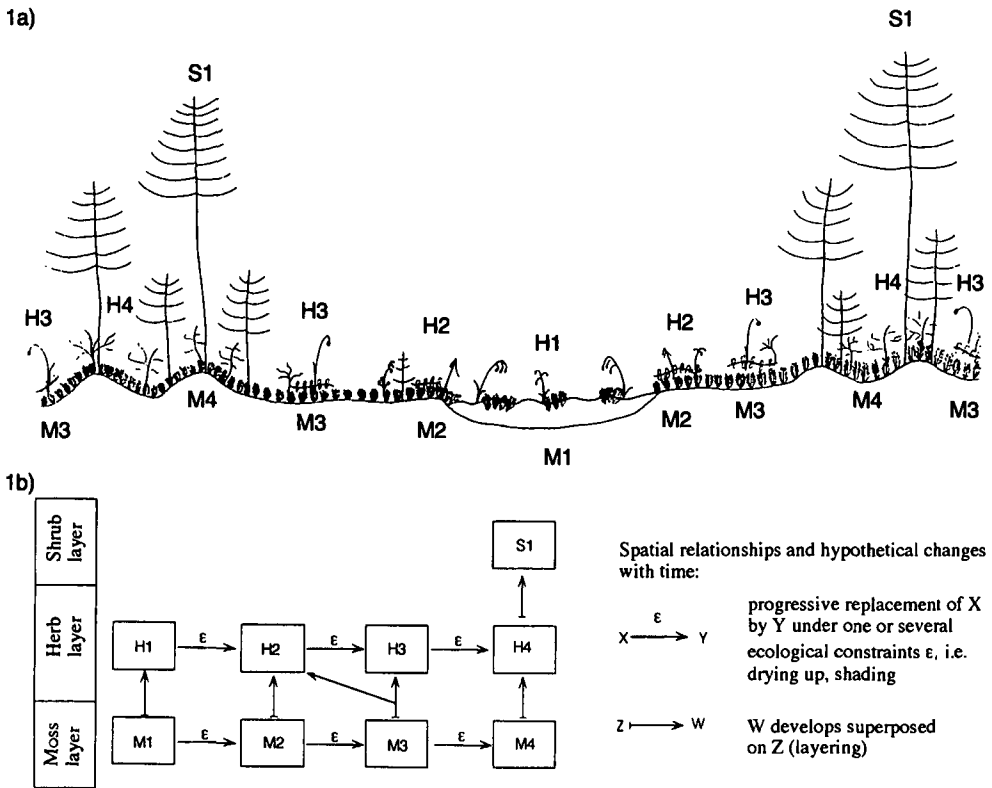 1a)
S1
S1
H3
H4
H3
H2
H1
H2
H3
H4
H3
M3
M4
M3
M2
M1
M2
M3
M4
M3
1b)
Shrub
layer
Herb
layer
Moss
layer
S1
H1
ε
H2
ε
H3
ε
H4
M1
ε
M2
ε
M3
ε
M4
Spatial relationships and hypothetical changes
with time:
X ε Y
progressive replacement of X
by Y under one or several
ecological constraints ε, i.e.
drying up, shading
Z W
W develops superposed
on Z (layering)